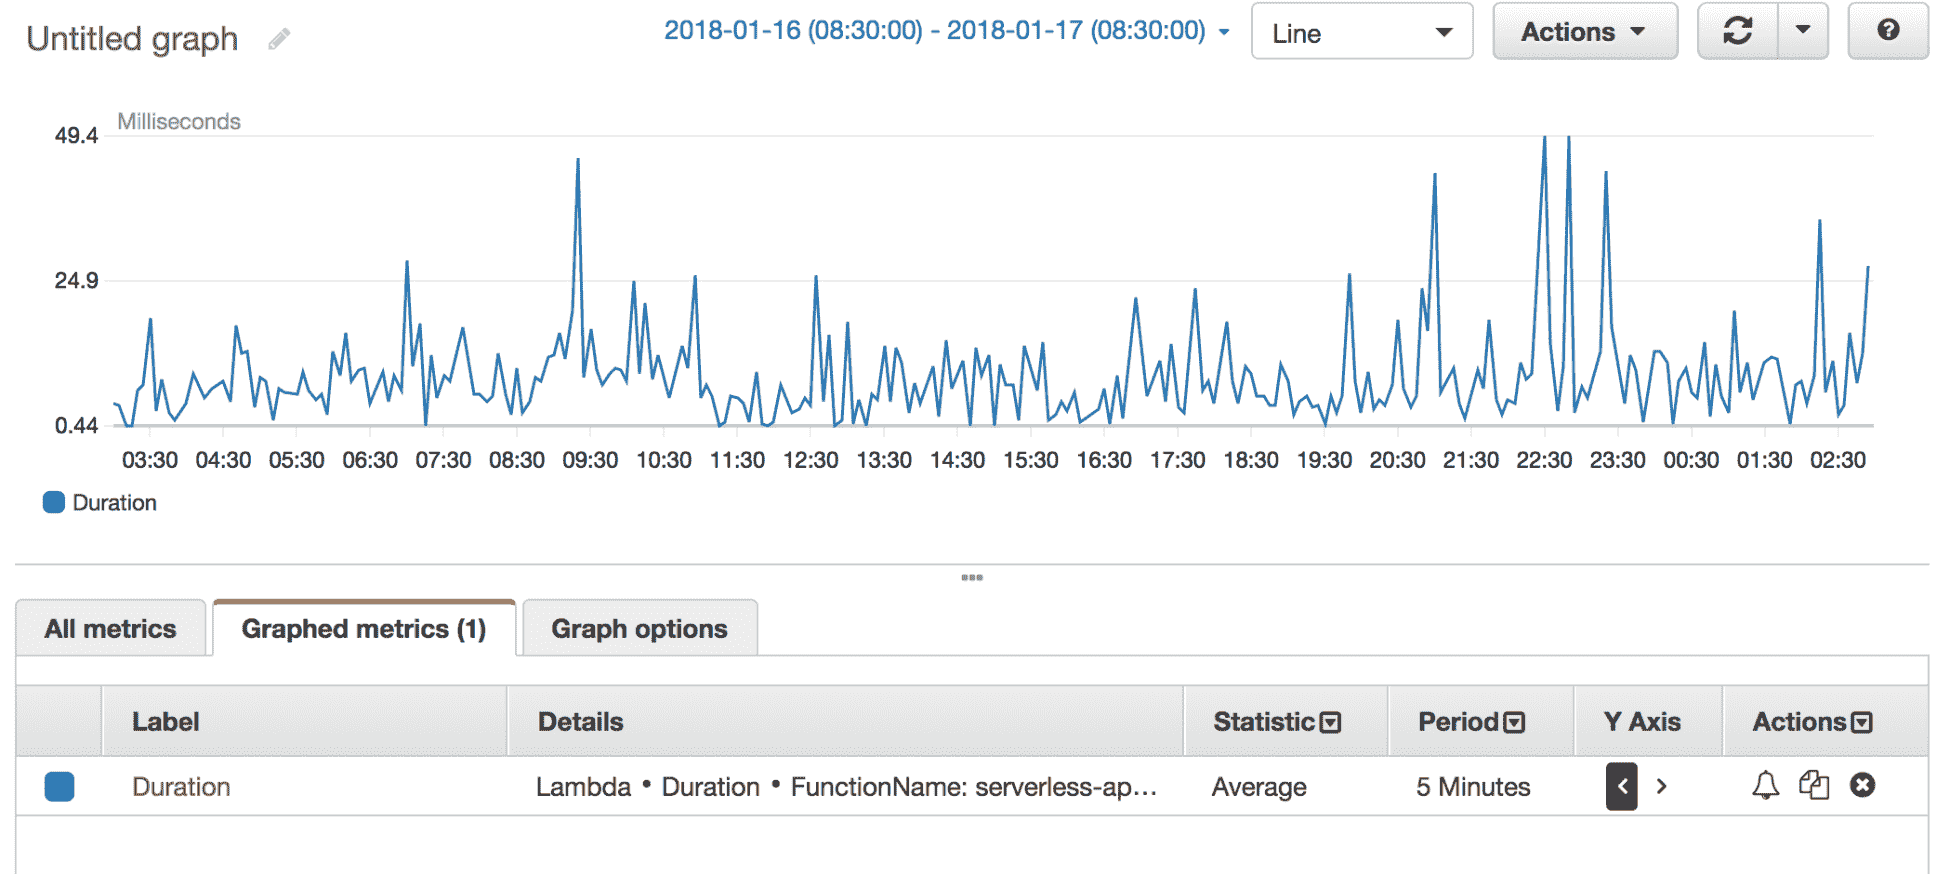 Untitled graph 2018-01-16 (08:30:00) - 2018-01-17 (08:30:00) Line Actions
Milliseconds
49.4
24.9
0.44
03:30 04:30 05:30 06:30 07:30 08:30 09:30 10:30 11:30 12:30 13:30 14:30 15:30 16:30 17:30 18:30 19:30 20:30 21:30 22:30 23:30 00:30 01:30 02:30
Duration
All metrics Graphed metrics (1) Graph options
Label Details Statistic Period Y Axis Actions
Duration Lambda • Duration • FunctionName: serverless-ap... Average 5 Minutes